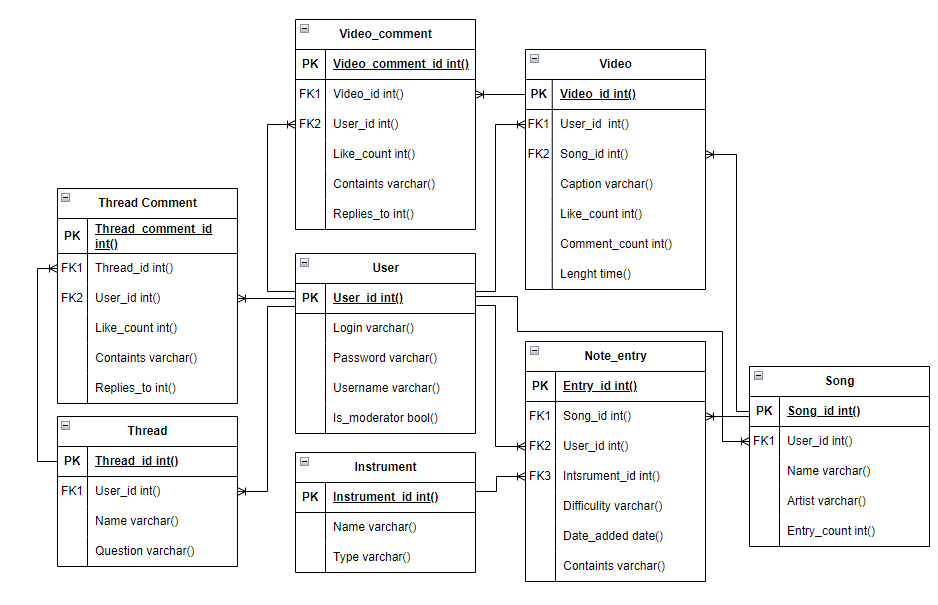 Video_comment
PK Video_comment_id int()
FK1 Video_id int()
FK2 User_id int()
Like_count int()
Containts varchar()
Replies_to int()
Video
PK Video_id int()
FK1 User_id int()
FK2 Song_id int()
Caption varchar()
Like_count int()
Comment_count int()
Lenght time()
Thread Comment
PK Thread_comment_id
int()
FK1 Thread_id int()
FK2 User_id int()
Like_count int()
Containts varchar()
Replies_to int()
User
PK User_id int()
Login varchar()
Password varchar()
Username varchar()
Is_moderator bool()
Note_entry
PK Entry_id int()
FK1 Song_id int()
FK2 User_id int()
FK3 Intsrument_id int()
Difficulity varchar()
Date_added date()
Containts varchar()
Song
PK Song_id int()
FK1 User_id int()
Name varchar()
Artist varchar()
Entry_count int()
Thread
PK Thread_id int()
FK1 User_id int()
Name varchar()
Question varchar()
Instrument
PK Instrument_id int()
Name varchar()
Type varchar()